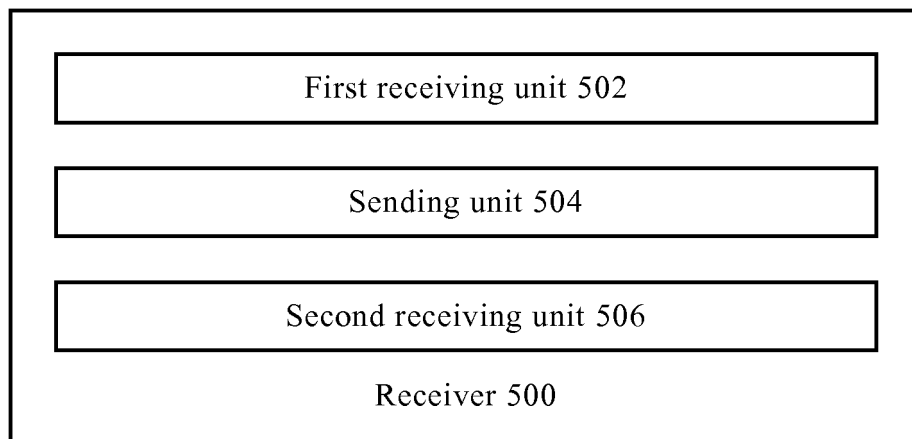 First receiving unit 502
Sending unit 504
Second receiving unit 506
Receiver 500